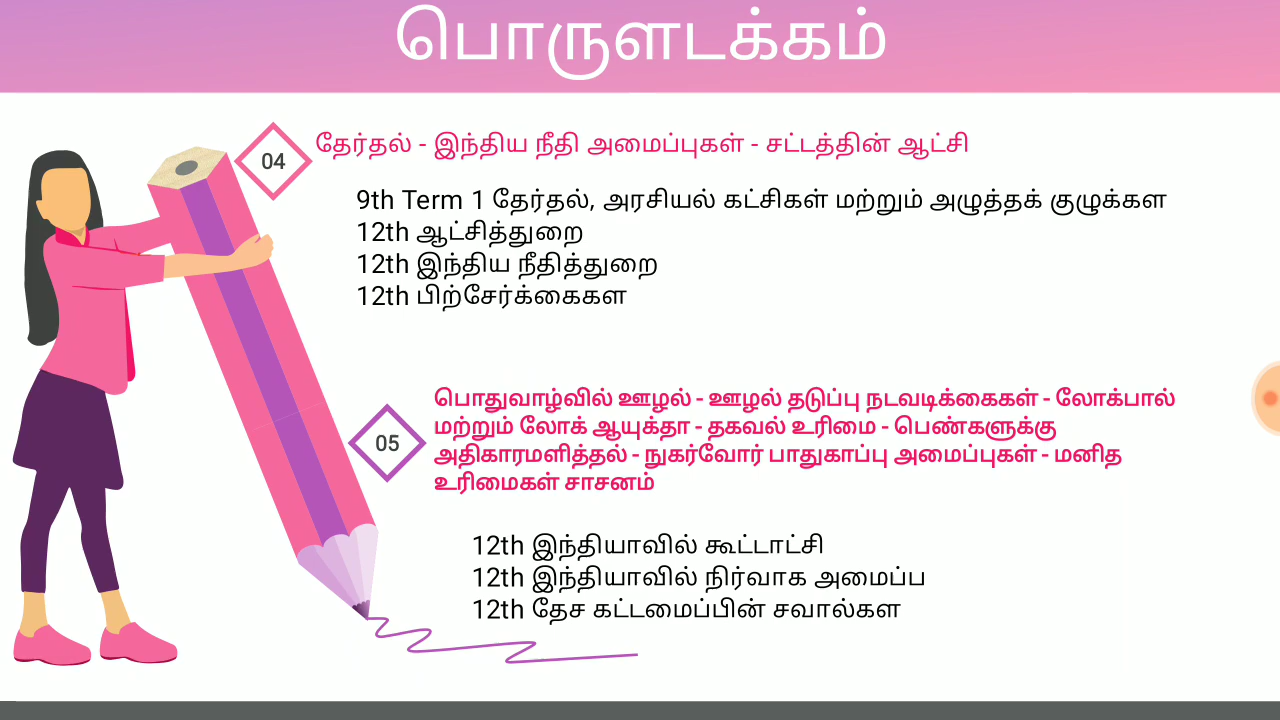 பொருளடக்கம்
04
தேர்தல் - இந்திய நீதி அமைப்புகள் - சட்டத்தின் ஆட்சி
9th Term 1 தேர்தல், அரசியல் கட்சிகள் மற்றும் அழுத்தக் குழுக்கள
12th ஆட்சித்துறை
12th இந்திய நீதித்துறை
12th பிற்சேர்க்கைகள
05
பொதுவாழ்வில் ஊழல் - ஊழல் தடுப்பு நடவடிக்கைகள் - லோக்பால்
மற்றும் லோக் ஆயுக்தா - தகவல் உரிமை - பெண்களுக்கு
அதிகாரமளித்தல் - நுகர்வோர் பாதுகாப்பு அமைப்புகள் - மனித
உரிமைகள் சாசனம்
12th இந்தியாவில் கூட்டாட்சி
12th இந்தியாவில் நிர்வாக அமைப்ப
12th தேச கட்டமைப்பின் சவால்கள